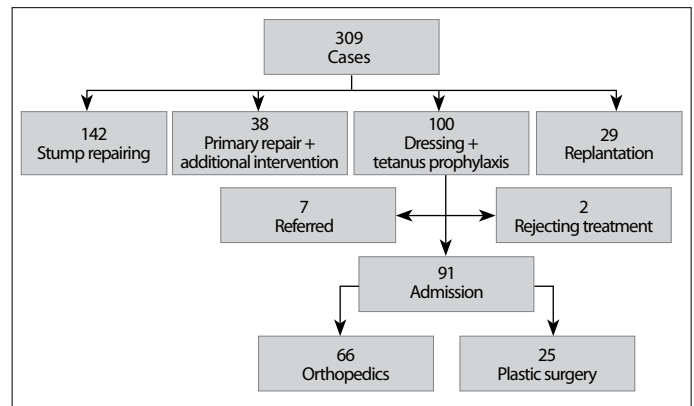 309
Cases
142
Stump repairing
38
Primary repair +
additional intervention
100
Dressing +
tetanus prophylaxis
29
Replantation
7
Referred
2
Rejecting treatment
91
Admission
66
Orthopedics
25
Plastic surgery